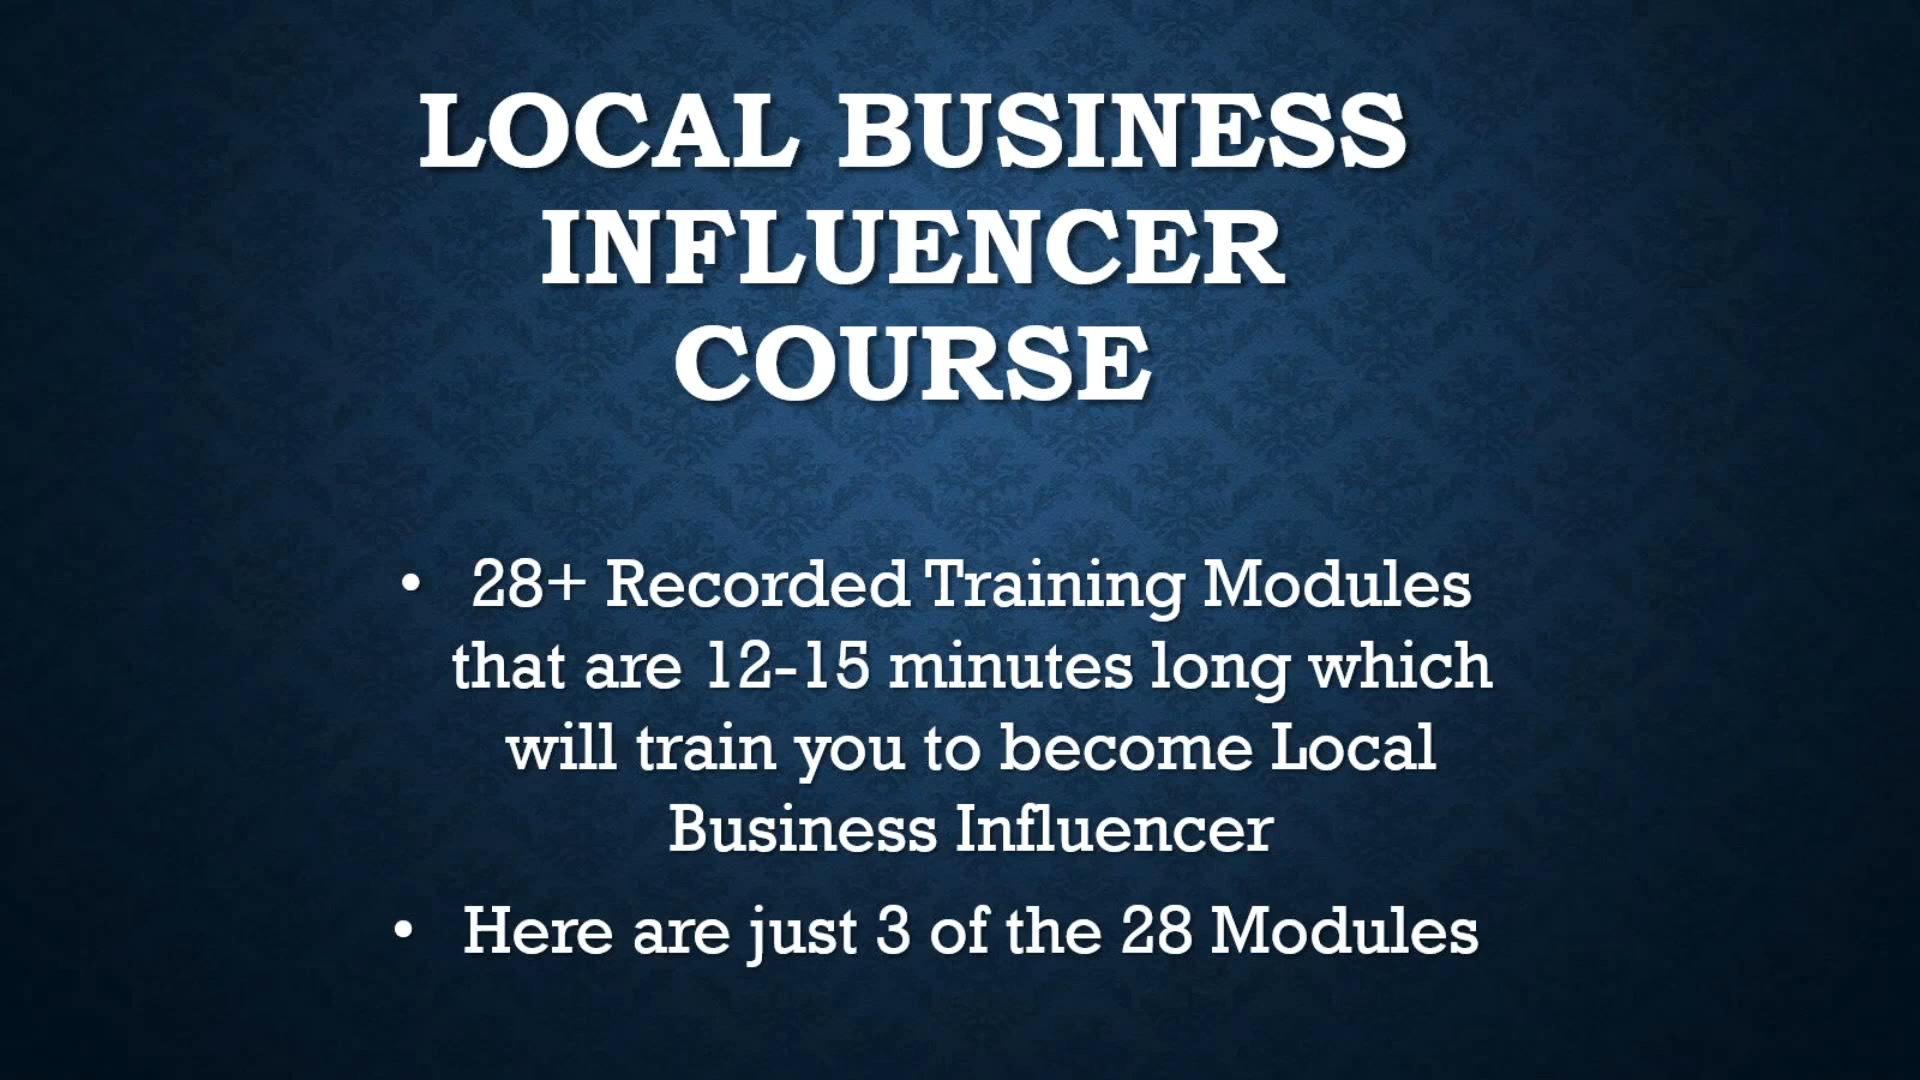 LOCAL BUSINESS
INFLUENCER
COURSE
• 28+ Recorded Training Modules
that are 12-15 minutes long which
will train you to become Local
Business Influencer
• Here are just 3 of the 28 Modules